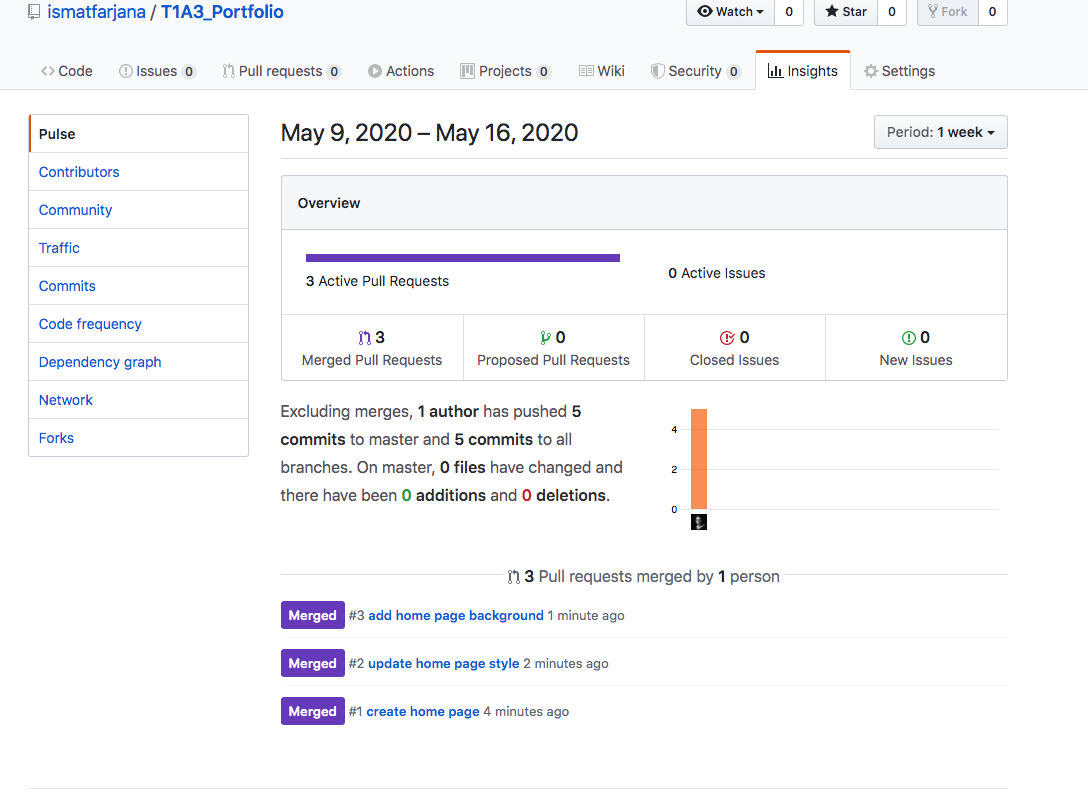 ismatfarjana / T1A3_Portfolio
Watch 0 Star 0 Fork 0
Code Issues 0 Pull requests 0 Actions Projects 0 Wiki Security 0 Insights Settings
Pulse
Contributors
Community
Traffic
Commits
Code frequency
Dependency graph
Network
Forks
May 9, 2020 – May 16, 2020
Period: 1 week
Overview
3 Active Pull Requests
0 Active Issues
3
Merged Pull Requests
0
Proposed Pull Requests
0
Closed Issues
0
New Issues
Excluding merges, 1 author has pushed 5
commits to master and 5 commits to all
branches. On master, 0 files have changed and
there have been 0 additions and 0 deletions.
4
2
0
3 Pull requests merged by 1 person
Merged #3 add home page background 1 minute ago
Merged #2 update home page style 2 minutes ago
Merged #1 create home page 4 minutes ago